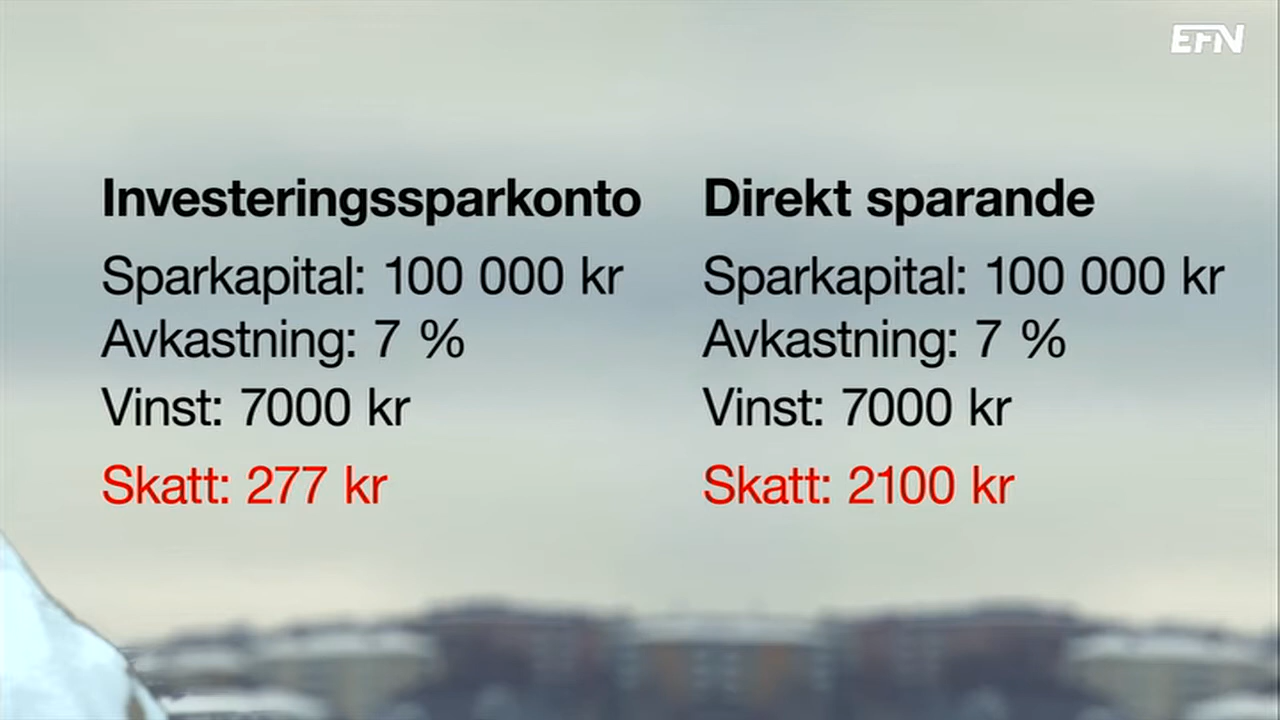 EFN
Investeringssparkonto
Sparkapital: 100 000 kr
Avkastning: 7 %
Vinst: 7000 kr
Skatt: 277 kr
Direkt sparande
Sparkapital: 100 000 kr
Avkastning: 7 %
Vinst: 7000 kr
Skatt: 2100 kr